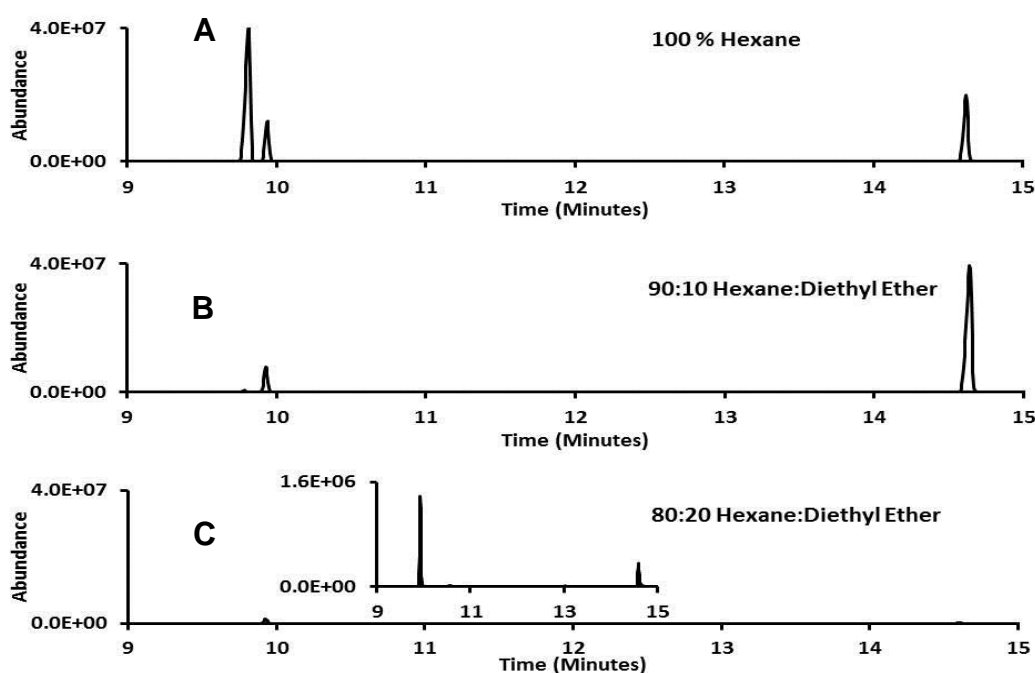 A
100 % Hexane
4.0E+07
Abundance
0.0E+00
9 10 11 12 13 14 15
Time (Minutes)
B
90:10 Hexane:Diethyl Ether
4.0E+07
Abundance
0.0E+00
9 10 11 12 13 14 15
Time (Minutes)
C
80:20 Hexane:Diethyl Ether
4.0E+07
Abundance
0.0E+00
1.6E+06
0.0E+00
9 11 13 15
9 10 11 12 13 14 15
Time (Minutes)